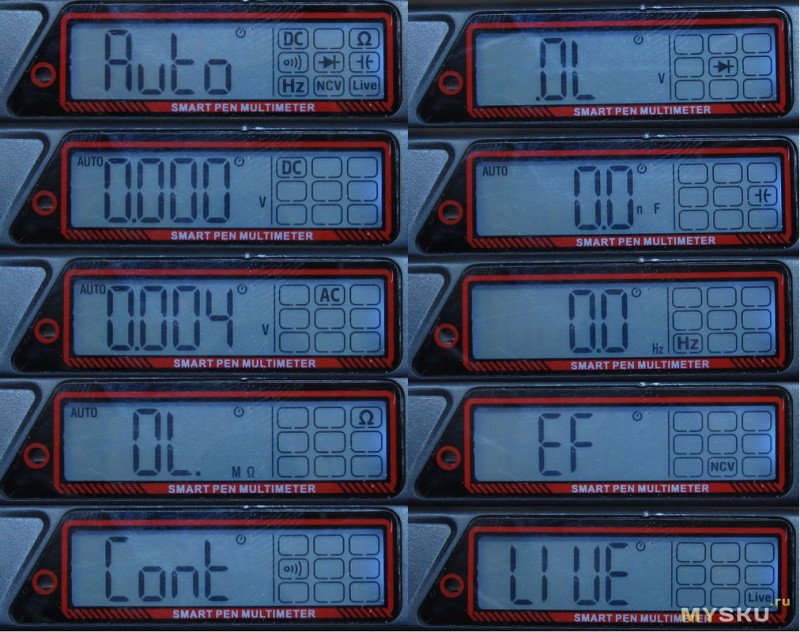 Auto DC Ω
Hz NCV Live
SMART PEN MULTIMETER
AUTO 0.000 V DC
SMART PEN MULTIMETER
AUTO 0.004 V AC
SMART PEN MULTIMETER
AUTO 0L. M Ω Ω
SMART PEN MULTIMETER
Cont
SMART PEN MULTIMETER
.0L V
SMART PEN MULTIMETER
AUTO 0.0 n F
SMART PEN MULTIMETER
0.0 Hz Hz
SMART PEN MULTIMETER
EF NCV
SMART PEN MULTIMETER
LIVE Live
SMART PEN MULTIMETER
MYSKU.ru